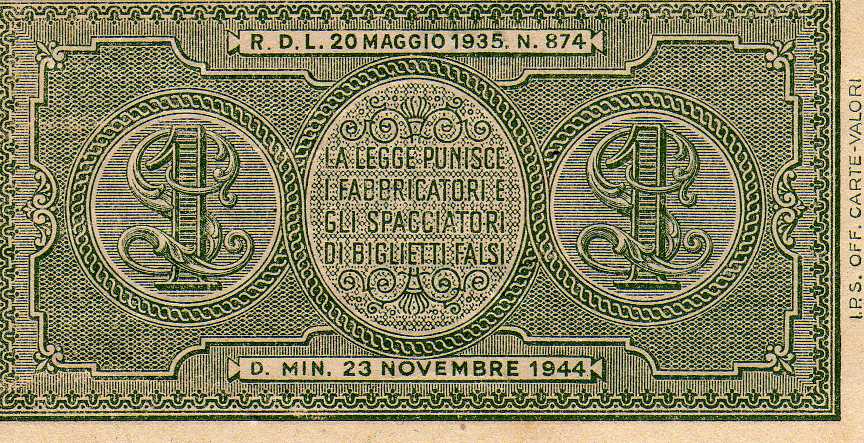 R. D. L. 20 MAGGIO 1935. N. 874
1
LA LEGGE PUNISCE
I FABBRICATORI E
GLI SPACCIATORI
DI BIGLIETTI FALSI
1
D. MIN. 23 NOVEMBRE 1944
I.P.S. OFF. CARTE-VALORI